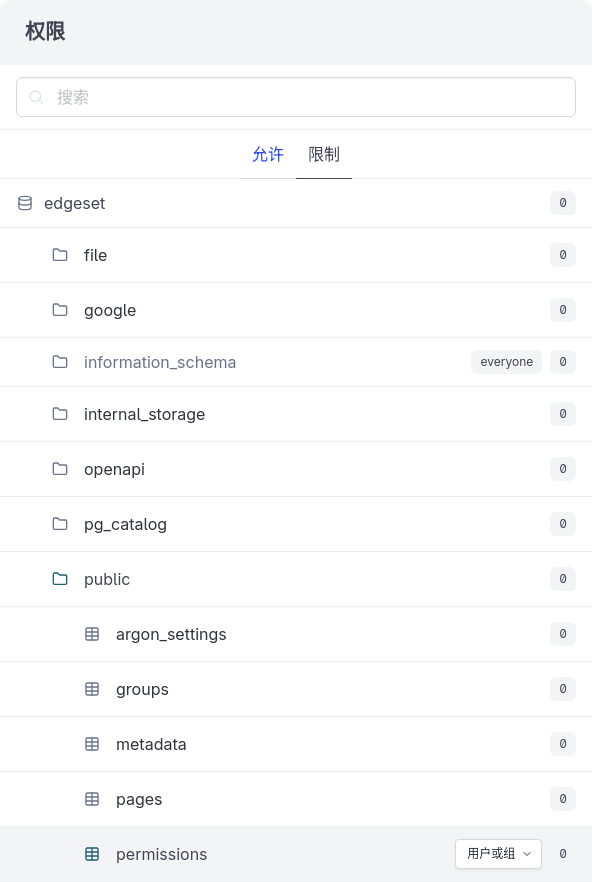 权限
搜索
允许 限制
edgeset 0
file 0
google 0
information_schema everyone 0
internal_storage 0
openapi 0
pg_catalog 0
public 0
argon_settings 0
groups 0
metadata 0
pages 0
permissions 用户或组 0